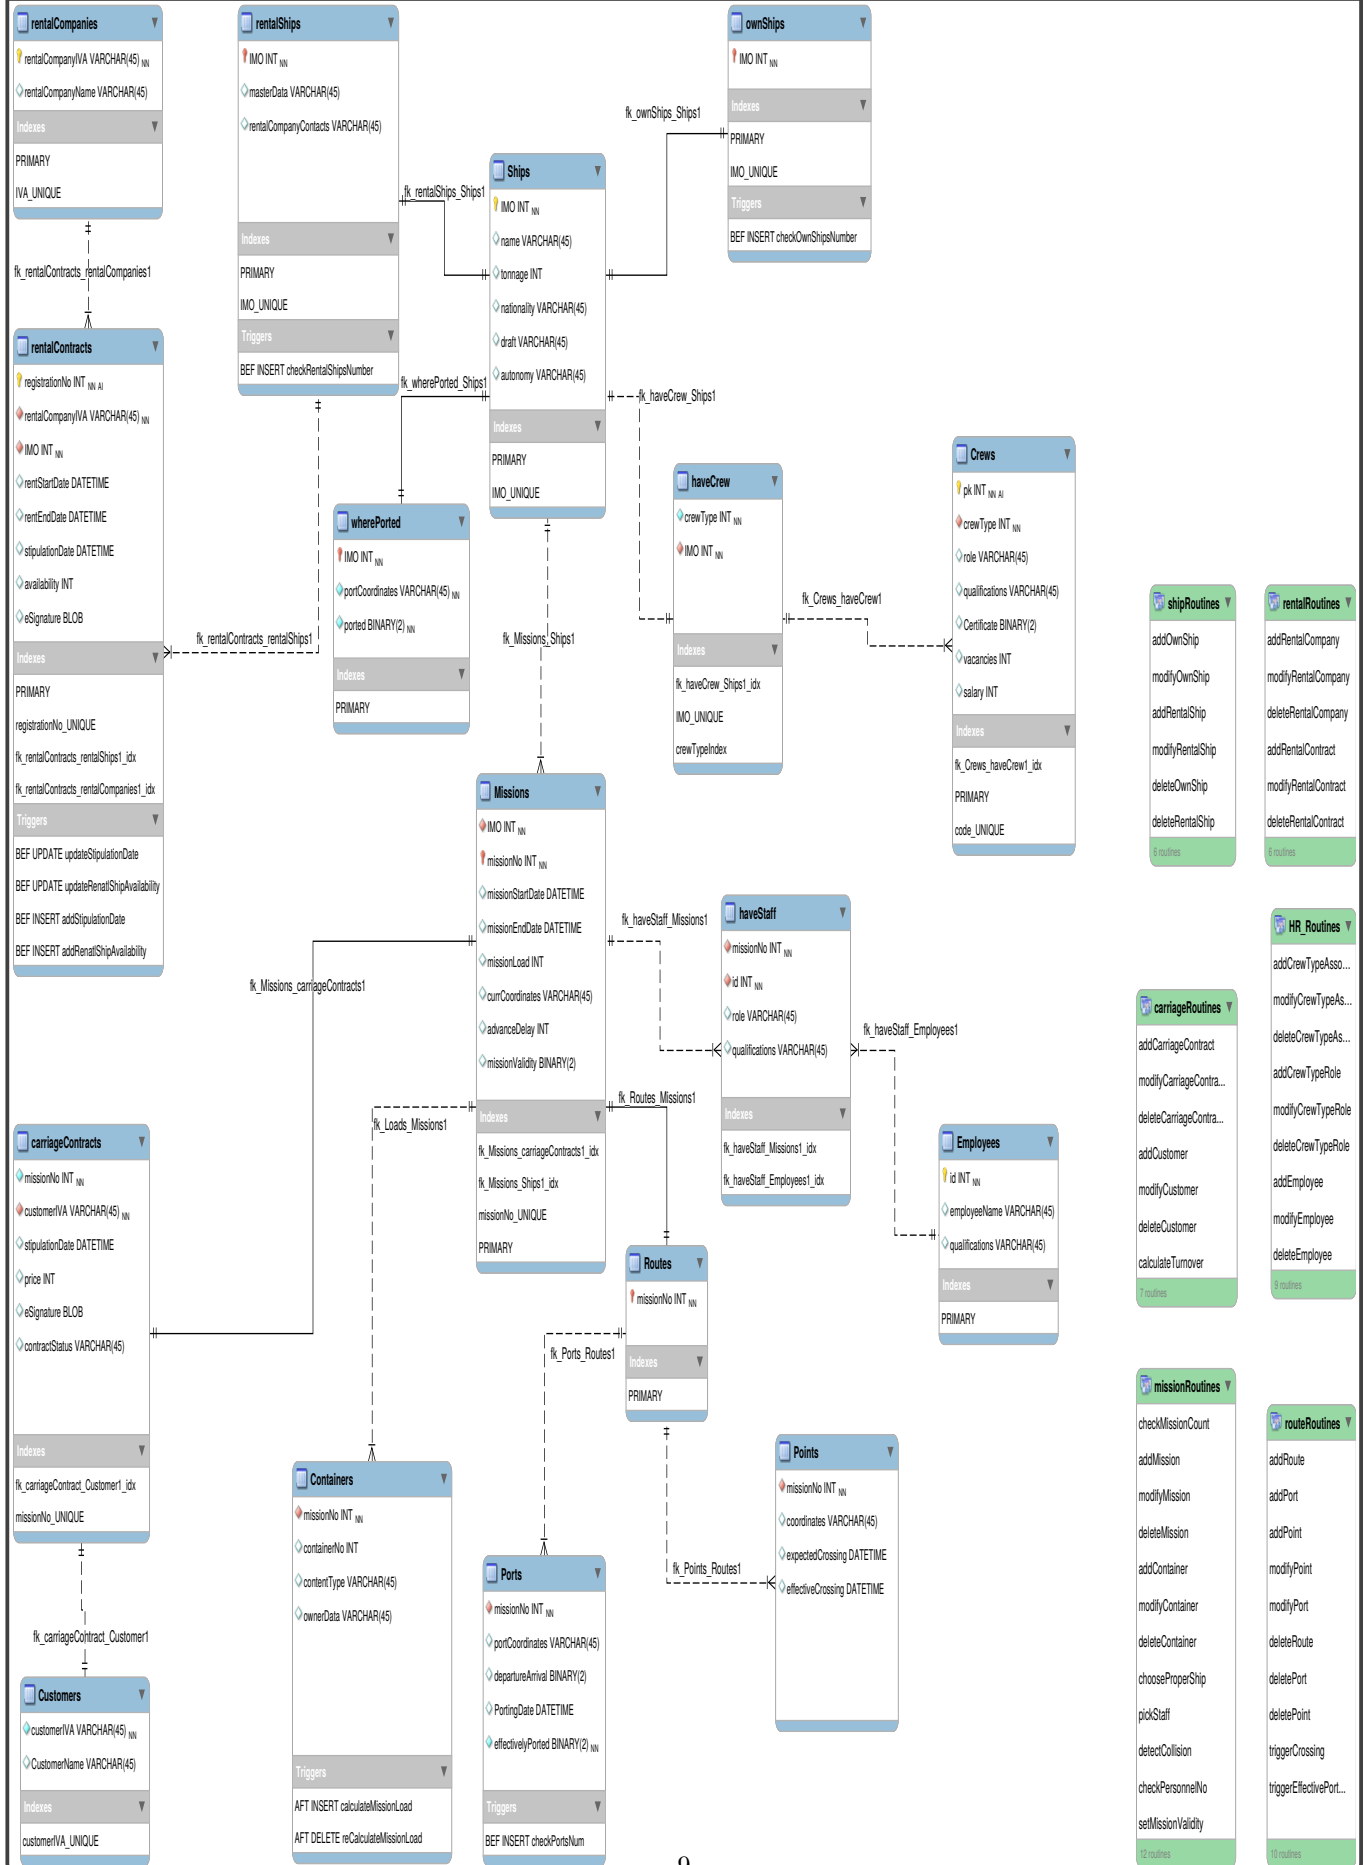 rentalCompanies
rentalCompanyIVA VARCHAR(45) NN
rentalCompanyName VARCHAR(45)
Indexes
PRIMARY
IVA_UNIQUE
fk_rentalContracts_rentalCompanies1
rentalContracts
registrationNo INT NN AI
rentalCompanyIVA VARCHAR(45) NN
IMO INT NN
rentStartDate DATETIME
rentEndDate DATETIME
stipulationDate DATETIME
availability INT
eSignature BLOB
Indexes
PRIMARY
registrationNo_UNIQUE
fk_rentalContracts_rentalShips1_idx
fk_rentalContracts_rentalCompanies1_idx
Triggers
BEF UPDATE updateStipulationDate
BEF UPDATE updateRenatlShipAvailability
BEF INSERT addStipulationDate
BEF INSERT addRenatlShipAvailability
rentalShips
IMO INT NN
masterData VARCHAR(45)
rentalCompanyContacts VARCHAR(45)
Indexes
PRIMARY
IMO_UNIQUE
Triggers
BEF INSERT checkRentalShipsNumber
fk_rentalShips_Ships1
fk_rentalContracts_rentalShips1
ownShips
IMO INT NN
Indexes
PRIMARY
IMO_UNIQUE
Triggers
BEF INSERT checkOwnShipsNumber
fk_ownShips_Ships1
Ships
IMO INT NN
name VARCHAR(45)
tonnage INT
nationality VARCHAR(45)
draft VARCHAR(45)
autonomy VARCHAR(45)
Indexes
PRIMARY
IMO_UNIQUE
fk_wherePorted_Ships1
fk_haveCrew_Ships1
wherePorted
IMO INT NN
portCoordinates VARCHAR(45) NN
ported BINARY(2) NN
Indexes
PRIMARY
haveCrew
crewType INT NN
IMO INT NN
Indexes
fk_haveCrew_Ships1_idx
IMO_UNIQUE
crewTypeIndex
fk_Crews_haveCrew1
Crews
pk INT NN AI
crewType INT NN
role VARCHAR(45)
qualifications VARCHAR(45)
Certificate BINARY(2)
vacancies INT
salary INT
Indexes
fk_Crews_haveCrew1_idx
PRIMARY
code_UNIQUE
fk_Missions_Ships1
Missions
IMO INT NN
missionNo INT NN
missionStartDate DATETIME
missionEndDate DATETIME
missionLoad INT
currCoordinates VARCHAR(45)
advanceDelay INT
missionValidity BINARY(2)
Indexes
fk_Missions_carriageContracts1_idx
fk_Missions_Ships1_idx
missionNo_UNIQUE
PRIMARY
fk_haveStaff_Missions1
haveStaff
missionNo INT NN
id INT NN
role VARCHAR(45)
qualifications VARCHAR(45)
Indexes
fk_haveStaff_Missions1_idx
fk_haveStaff_Employees1_idx
fk_haveStaff_Employees1
Employees
id INT NN
employeeName VARCHAR(45)
qualifications VARCHAR(45)
Indexes
PRIMARY
fk_Missions_carriageContracts1
fk_Loads_Missions1
fk_Routes_Missions1
carriageContracts
missionNo INT NN
customerIVA VARCHAR(45) NN
stipulationDate DATETIME
price INT
eSignature BLOB
contractStatus VARCHAR(45)
Indexes
fk_carriageContract_Customer1_idx
missionNo_UNIQUE
fk_carriageContract_Customer1
Customers
customerIVA VARCHAR(45) NN
CustomerName VARCHAR(45)
Indexes
customerIVA_UNIQUE
Containers
missionNo INT NN
containerNo INT
contentType VARCHAR(45)
ownerData VARCHAR(45)
Triggers
AFT INSERT calculateMissionLoad
AFT DELETE reCalculateMissionLoad
Routes
missionNo INT NN
Indexes
PRIMARY
fk_Ports_Routes1
fk_Points_Routes1
Ports
missionNo INT NN
portCoordinates VARCHAR(45)
departureArrival BINARY(2)
PortingDate DATETIME
effectivelyPorted BINARY(2) NN
Triggers
BEF INSERT checkPortsNum
Points
missionNo INT NN
coordinates VARCHAR(45)
expectedCrossing DATETIME
effectiveCrossing DATETIME
shipRoutines
addOwnShip
modifyOwnShip
addRentalShip
modifyRentalShip
deleteOwnShip
deleteRentalShip
6 routines
rentalRoutines
addRentalCompany
modifyRentalCompany
deleteRentalCompany
addRentalContract
modifyRentalContract
deleteRentalContract
6 routines
HR_Routines
addCrewTypeAsso...
modifyCrewTypeAs...
deleteCrewTypeAs...
addCrewTypeRole
modifyCrewTypeRole
deleteCrewTypeRole
addEmployee
modifyEmployee
deleteEmployee
9 routines
carriageRoutines
addCarriageContract
modifyCarriageContra...
deleteCarriageContra...
addCustomer
modifyCustomer
deleteCustomer
calculateTurnover
7 routines
missionRoutines
checkMissionCount
addMission
modifyMission
deleteMission
addContainer
modifyContainer
deleteContainer
chooseProperShip
pickStaff
detectCollision
checkPersonnelNo
setMissionValidity
12 routines
routeRoutines
addRoute
addPort
addPoint
modifyPoint
modifyPort
deleteRoute
deletePort
deletePoint
triggerCrossing
triggerEffectivePort...
10 routines
9